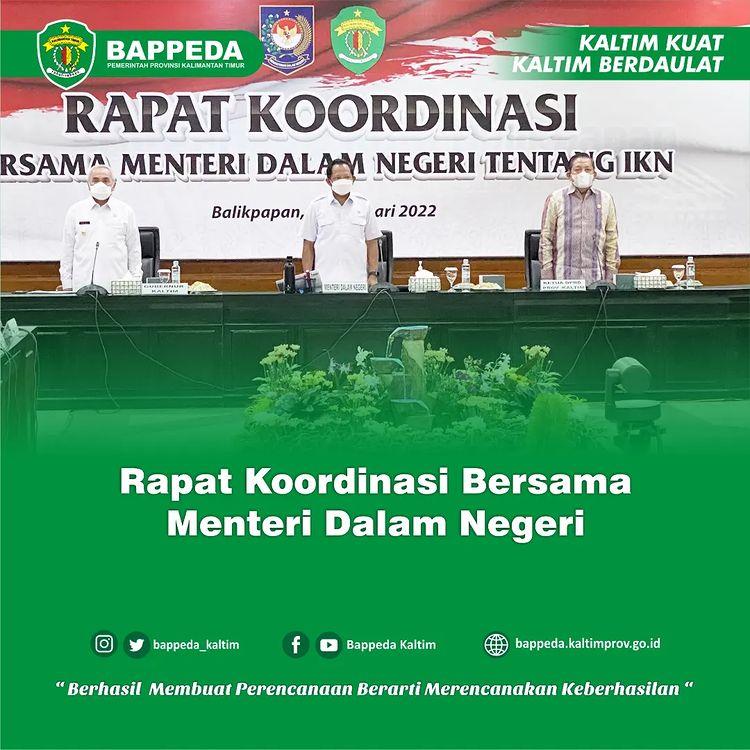 BAPPEDA
PEMERINTAH PROVINSI KALIMANTAN TIMUR
KALTIM KUAT
KALTIM BERDAULAT
RAPAT KOORDINASI
ERSAMA MENTERI DALAM NEGERI TENTANG IKN
Balikpapan, ari 2022
GUBERNUR
KALTIM
MENTERI DALAM NEGERI
KETUA DPRD
PROV. KALTIM
Rapat Koordinasi Bersama
Menteri Dalam Negeri
bappeda_kaltim
Bappeda Kaltim
bappeda.kaltimprov.go.id
“ Berhasil Membuat Perencanaan Berarti Merencanakan Keberhasilan “